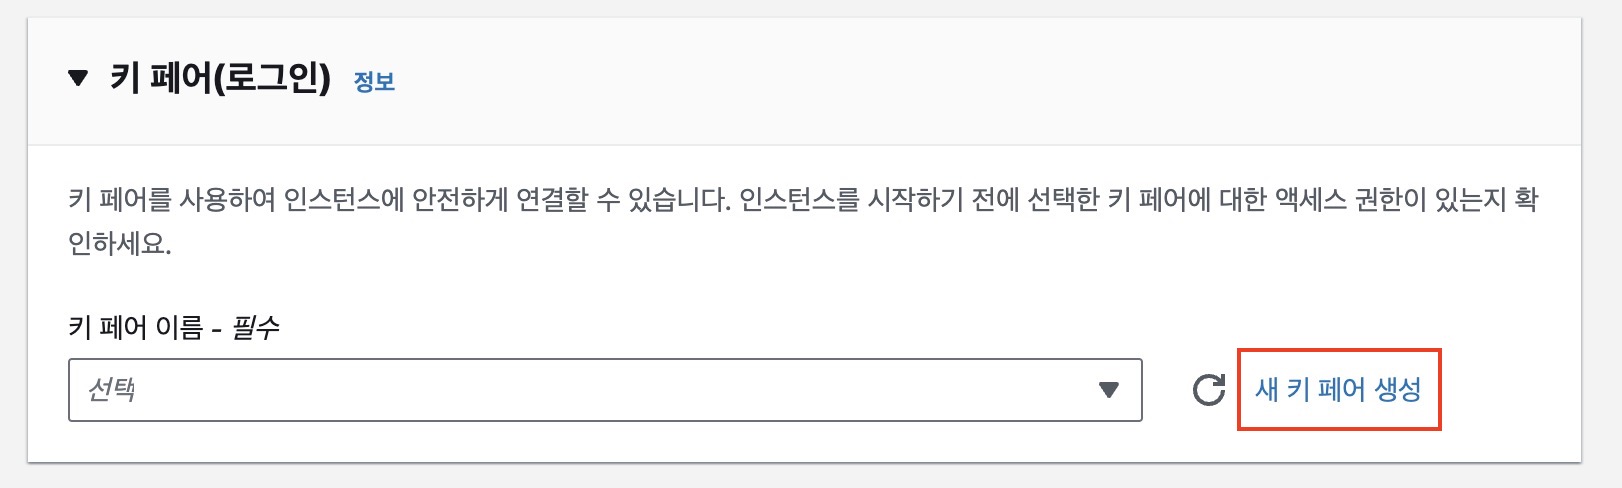 키 페어(로그인) 정보
키 페어를 사용하여 인스턴스에 안전하게 연결할 수 있습니다. 인스턴스를 시작하기 전에 선택한 키 페어에 대한 액세스 권한이 있는지 확
인하세요.
키 페어 이름 - 필수
선택
새 키 페어 생성